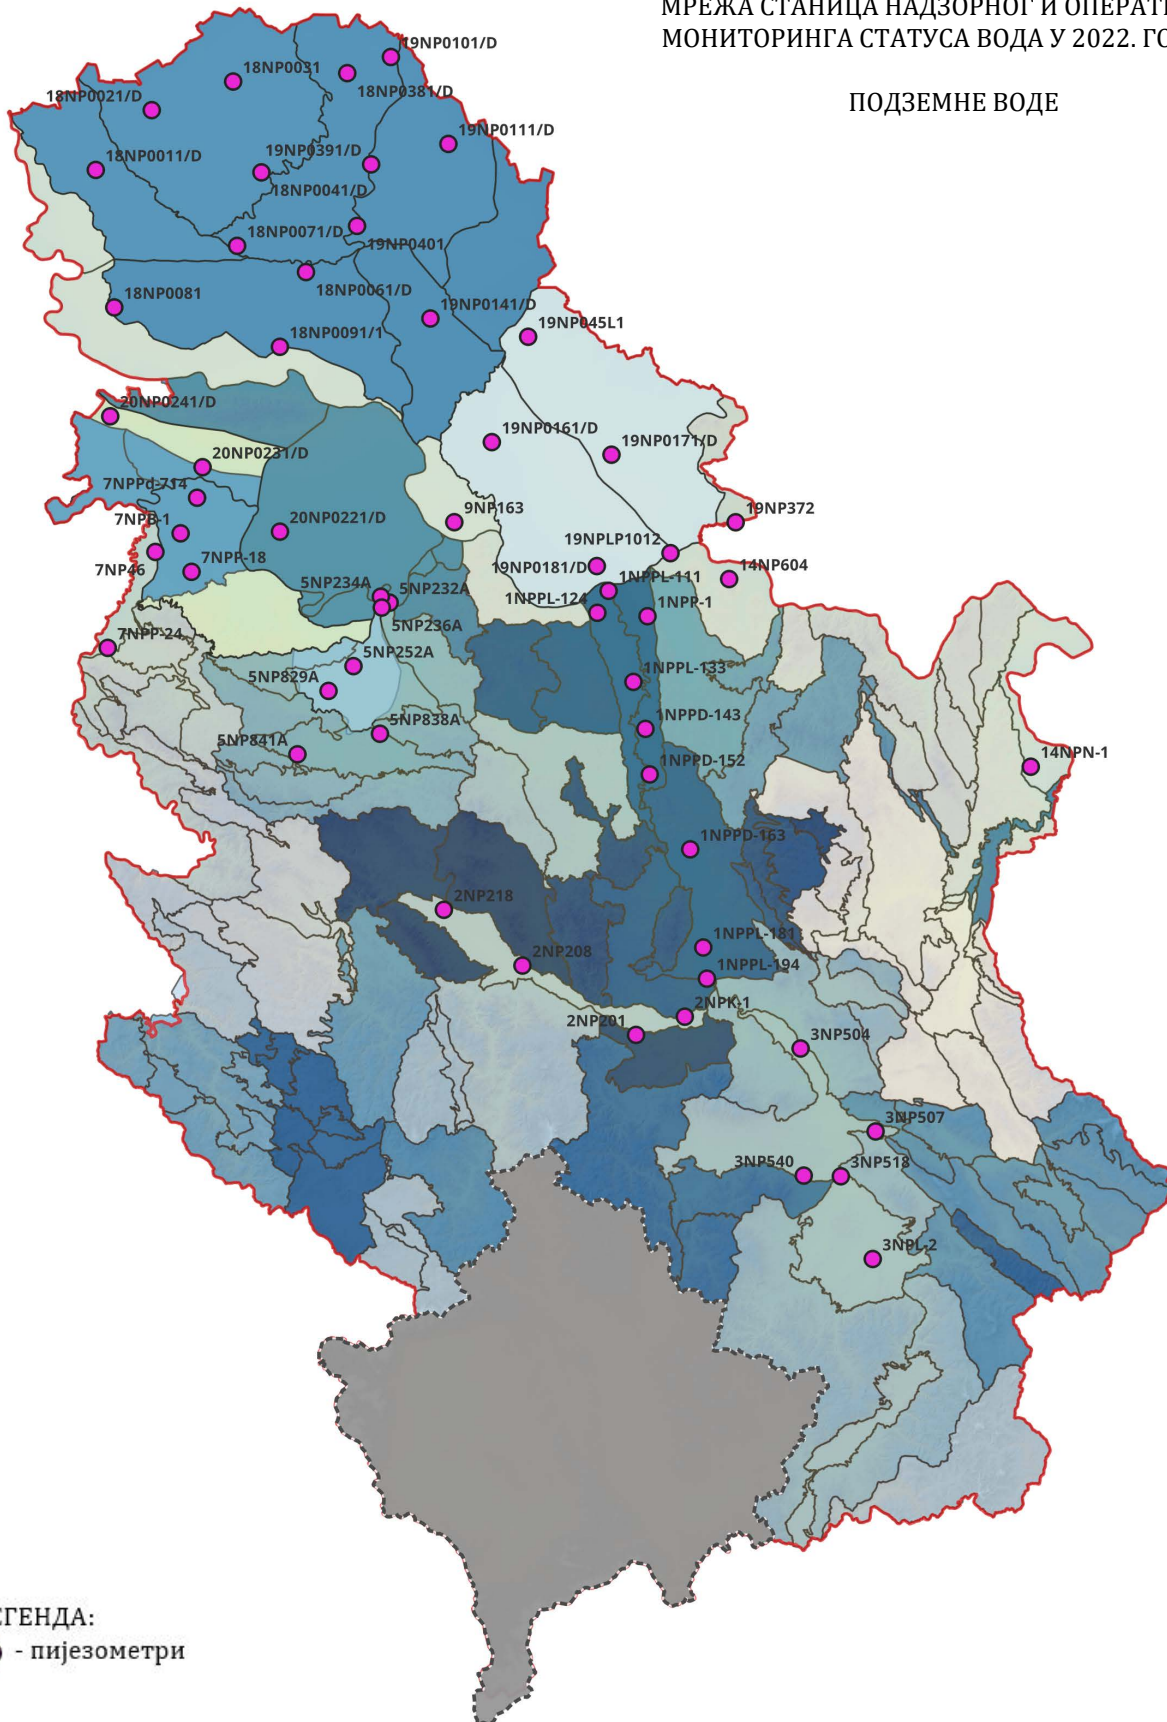 МРЕЖА СТАНИЦА НАДЗОРНОГ И
МОНИТОРИНГА СТАТУСА ВОДА У 2022.
ПОДЗЕМНЕ ВОДЕ
19NP0101/D
18NP0031
18NP0381/D
18NP0021/D
19NP0111/D
19NP0391/D
18NP0011/D
18NP0041/D
18NP0071/D
19NP0401
18NP0061/D
18NP0081
19NP0141/D
19NP045L1
18NP0091/1
20NP0241/D
19NP0161/D
19NP0171/D
20NP0231/D
7NPPd-714
9NP163
19NP372
7NPB-1
20NP0221/D
19NPLP1012
7NP46
7NPP-18
19NP0181/D
14NP604
5NP234A
5NP232A
1NPPL-111
1NPPL-124
1NPP-1
5NP236A
7NPP-24
5NP252A
1NPPL-133
5NP829A
5NP838A
1NPPD-143
5NP841A
14NPN-1
1NPPD-152
1NPPD-163
2NP218
1NPPL-181
2NP208
1NPPL-194
2NPK-1
2NP201
3NP504
3NP507
3NP540
3NP518
3NPL-2
- пијезометри